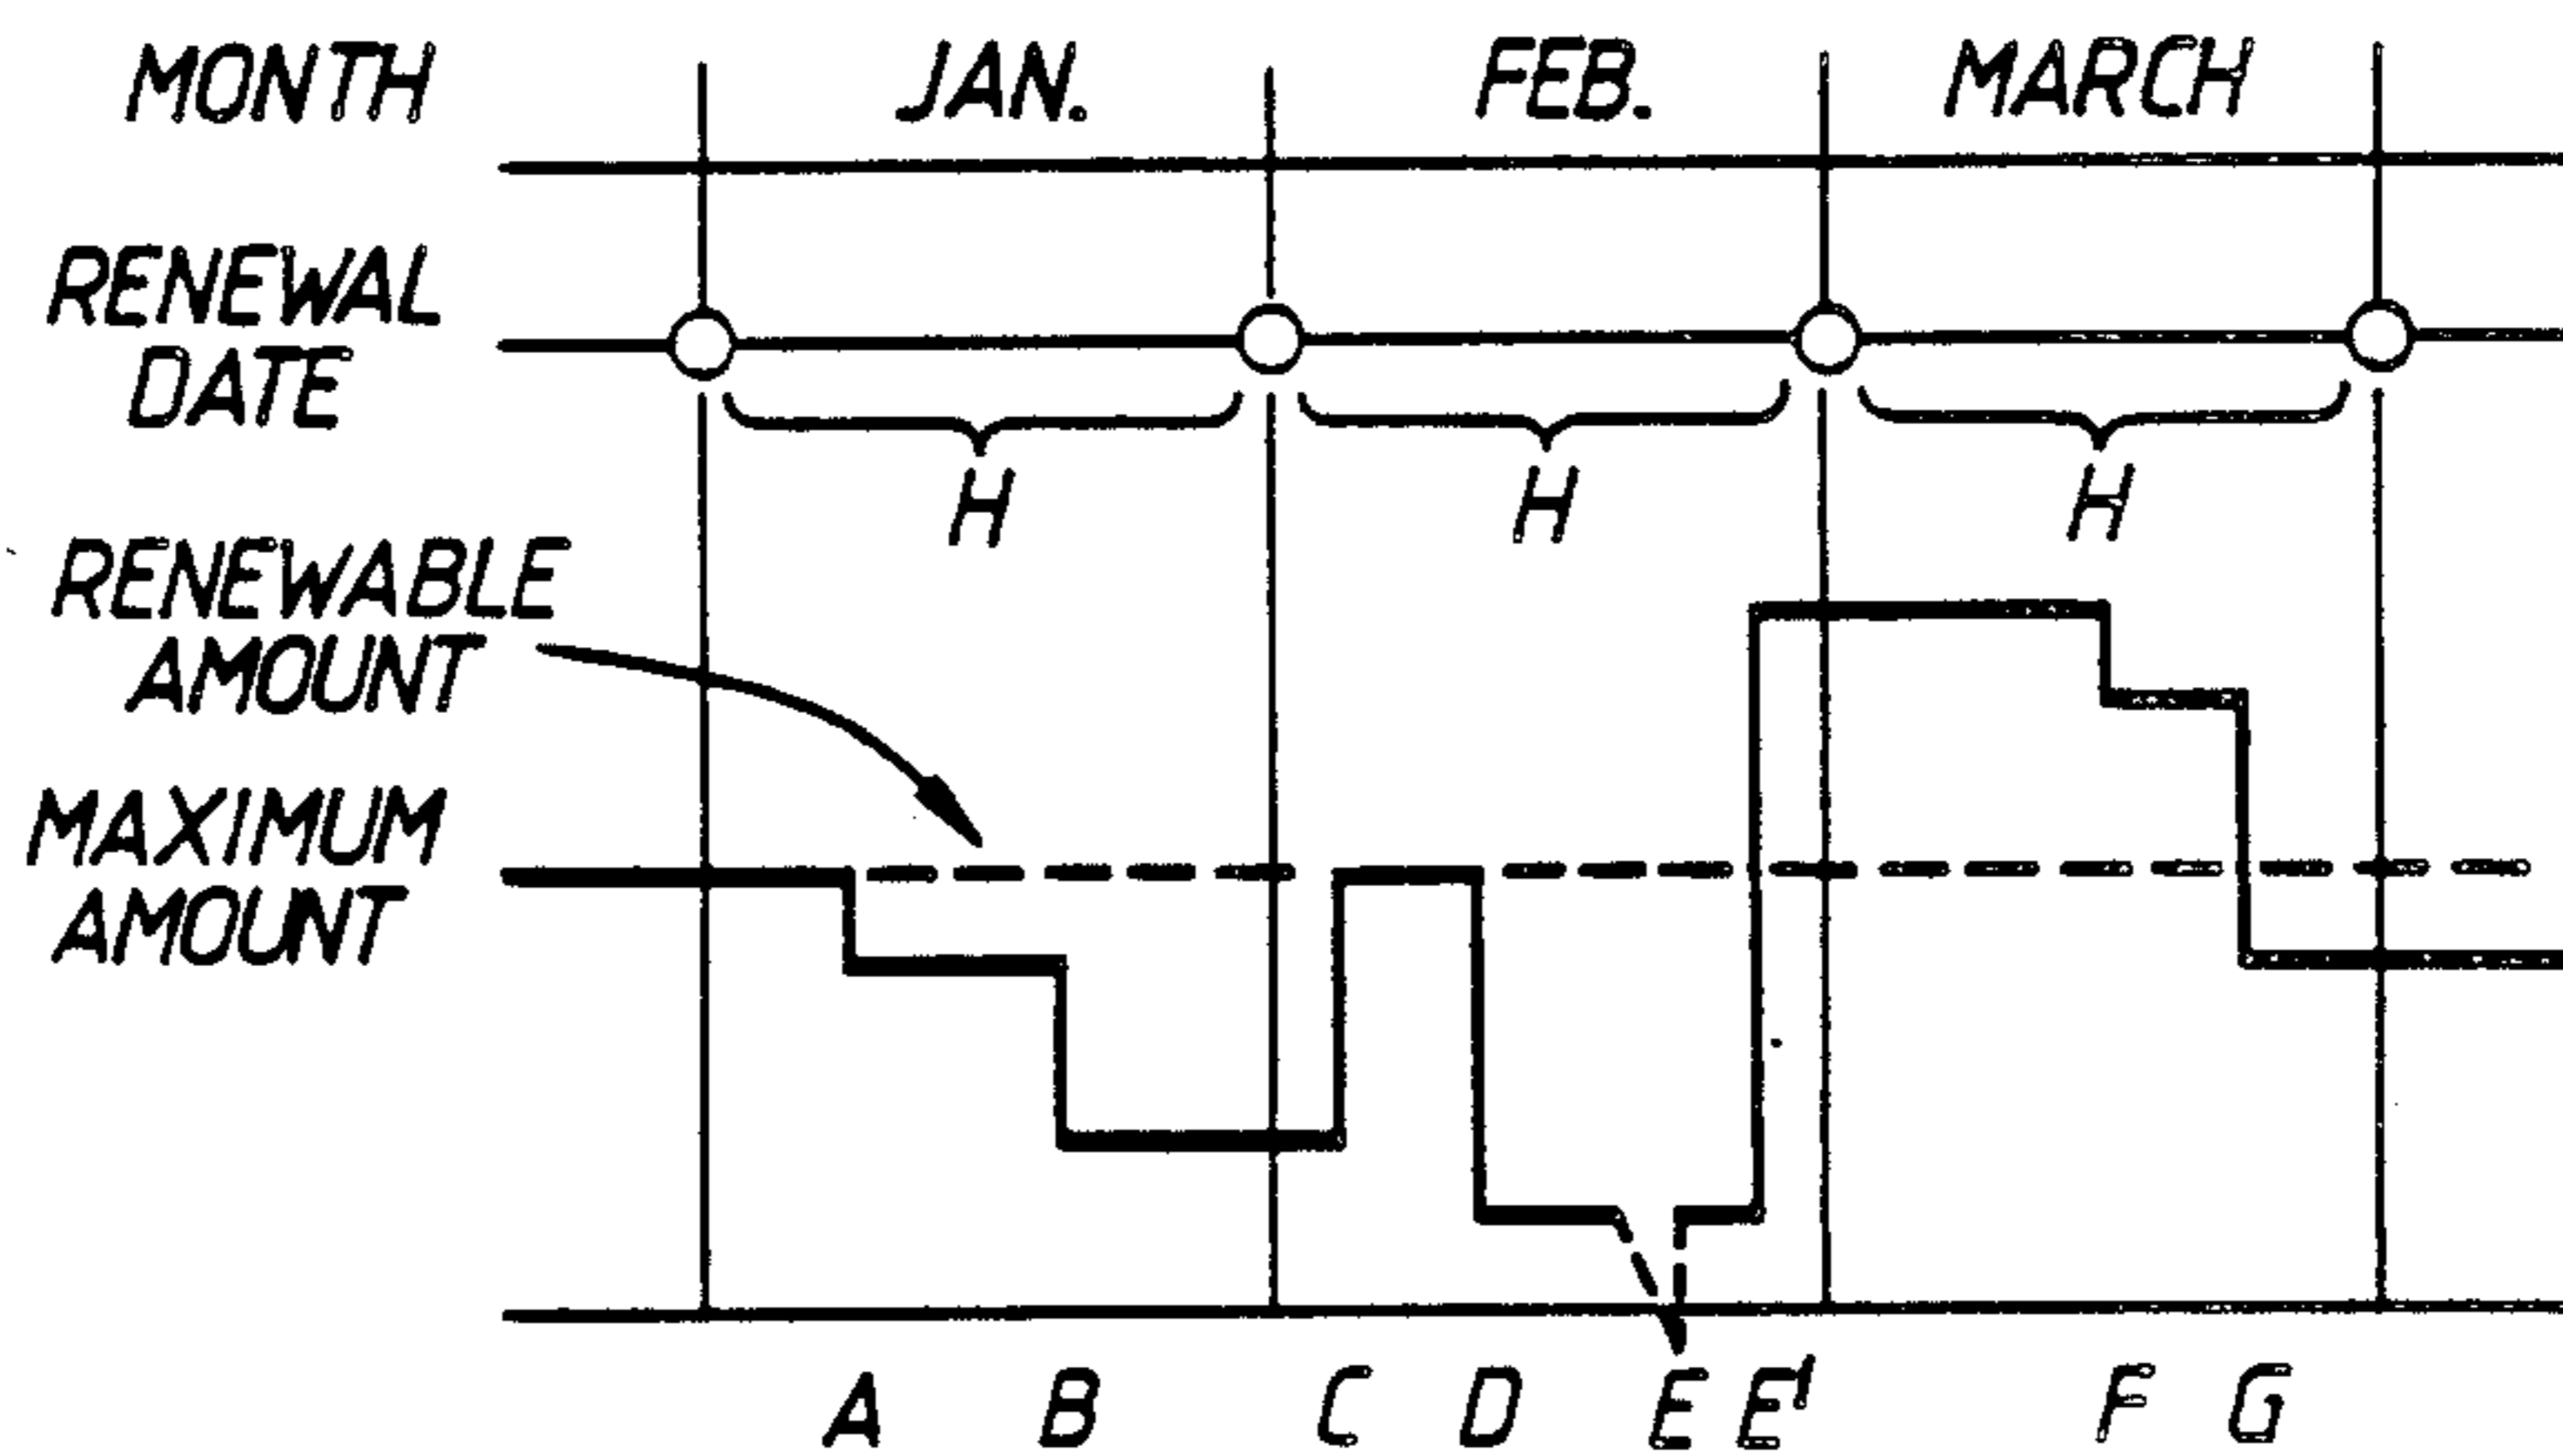 MONTH JAN. FEB. MARCH
RENEWAL
DATE
H H H
RENEWABLE
AMOUNT
MAXIMUM
AMOUNT
A B C D E E' F G